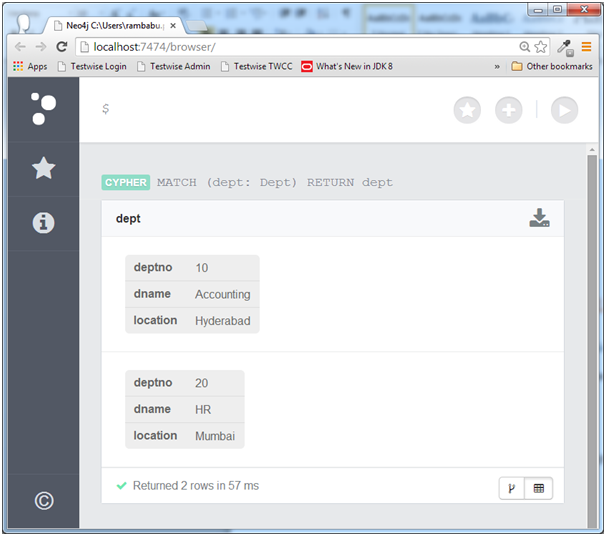 Neo4j C:\Users\rambabu.
localhost:7474/browser/
Apps Testwise Login Testwise Admin Testwise TWCC What's New in JDK 8 » Other bookmarks
$
CYPHER MATCH (dept: Dept) RETURN dept
dept
deptno 10
dname Accounting
location Hyderabad
deptno 20
dname HR
location Mumbai
Returned 2 rows in 57 ms
©